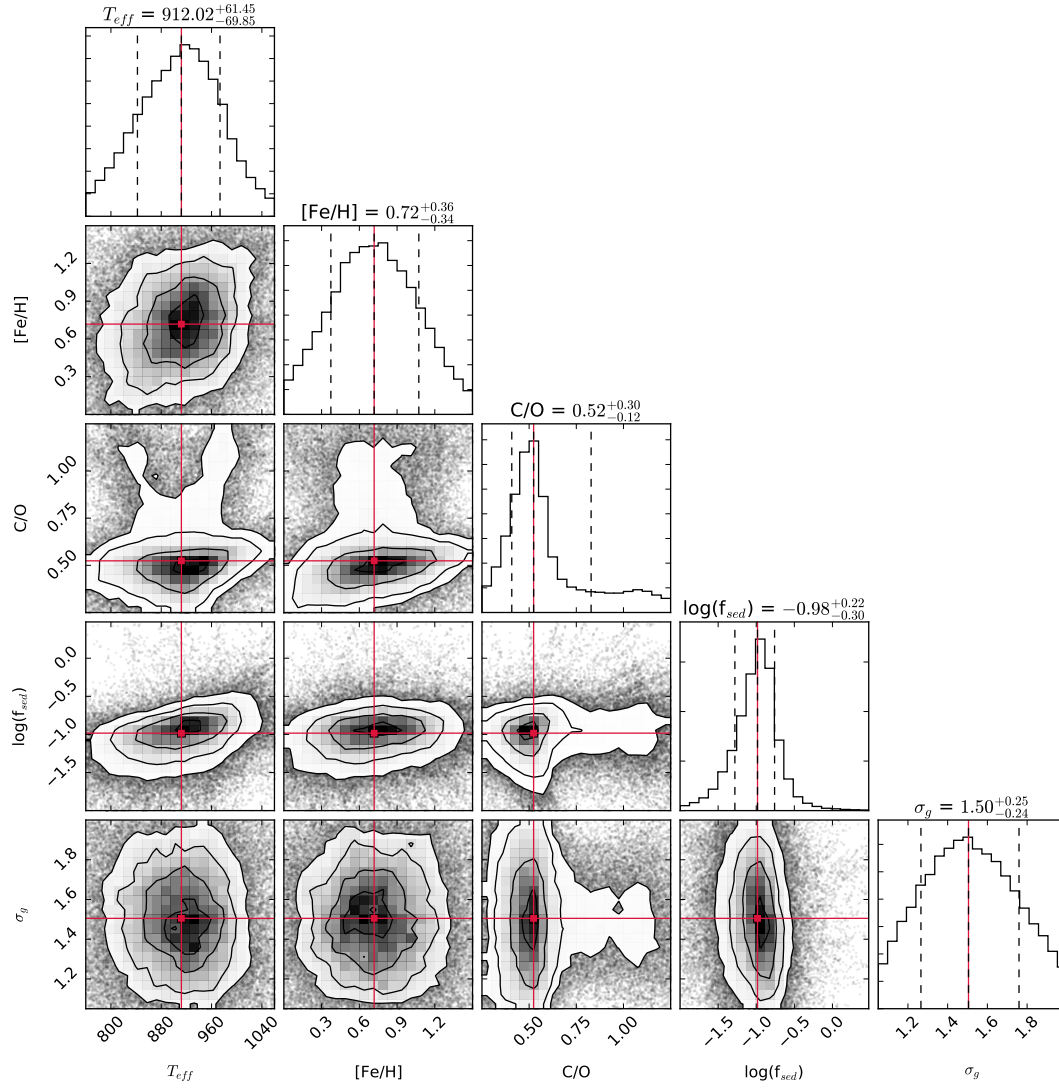 T_eff = 912.02 +61.45 −69.85
[Fe/H] = 0.72 +0.36 −0.34
1.2
0.9
0.6
0.3
[Fe/H]
C/O = 0.52 +0.30 −0.12
1.00
0.75
0.50
C/O
log(f_sed) = −0.98 +0.22 −0.30
0.0
−0.5
−1.0
−1.5
log(f_sed)
σ_g = 1.50 +0.25 −0.24
1.8
1.6
1.4
1.2
σ_g
800 880 960 1040 0.3 0.6 0.9 1.2 0.50 0.75 1.00 −1.5 −1.0 −0.5 0.0 1.2 1.4 1.6 1.8
T_eff [Fe/H] C/O log(f_sed) σ_g